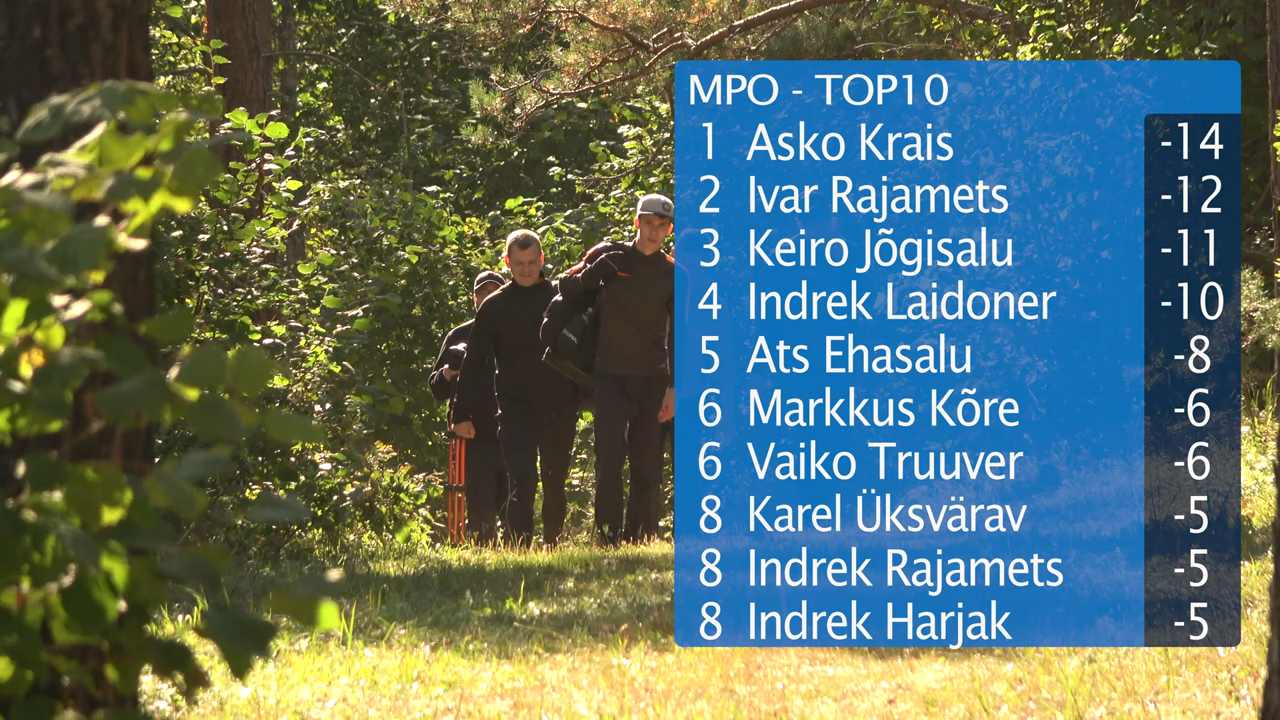 MPO - TOP10
1 Asko Krais -14
2 Ivar Rajamets -12
3 Keiro Jõgisalu -11
4 Indrek Laidoner -10
5 Ats Ehasalu -8
6 Markkus Kõre -6
6 Vaiko Truuver -6
8 Karel Üksvärav -5
8 Indrek Rajamets -5
8 Indrek Harjak -5